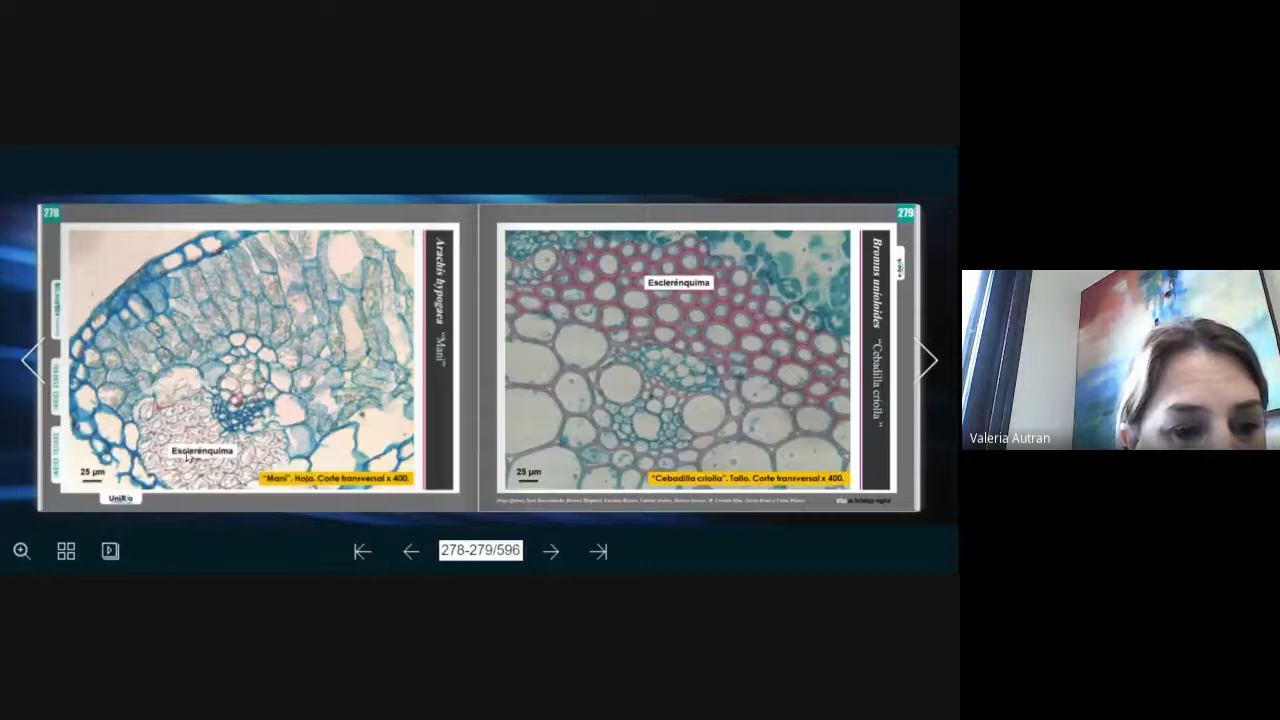 278
Arachis hypogaea "Maní"
Esclerénquima
25 µm
"Maní". Hoja. Corte transversal x 400.
UniRío
279
Bromus unioloides "Cebadilla criolla"
Esclerénquima
25 µm
"Cebadilla criolla". Tallo. Corte transversal x 400.
278-279/596
Valeria Autran